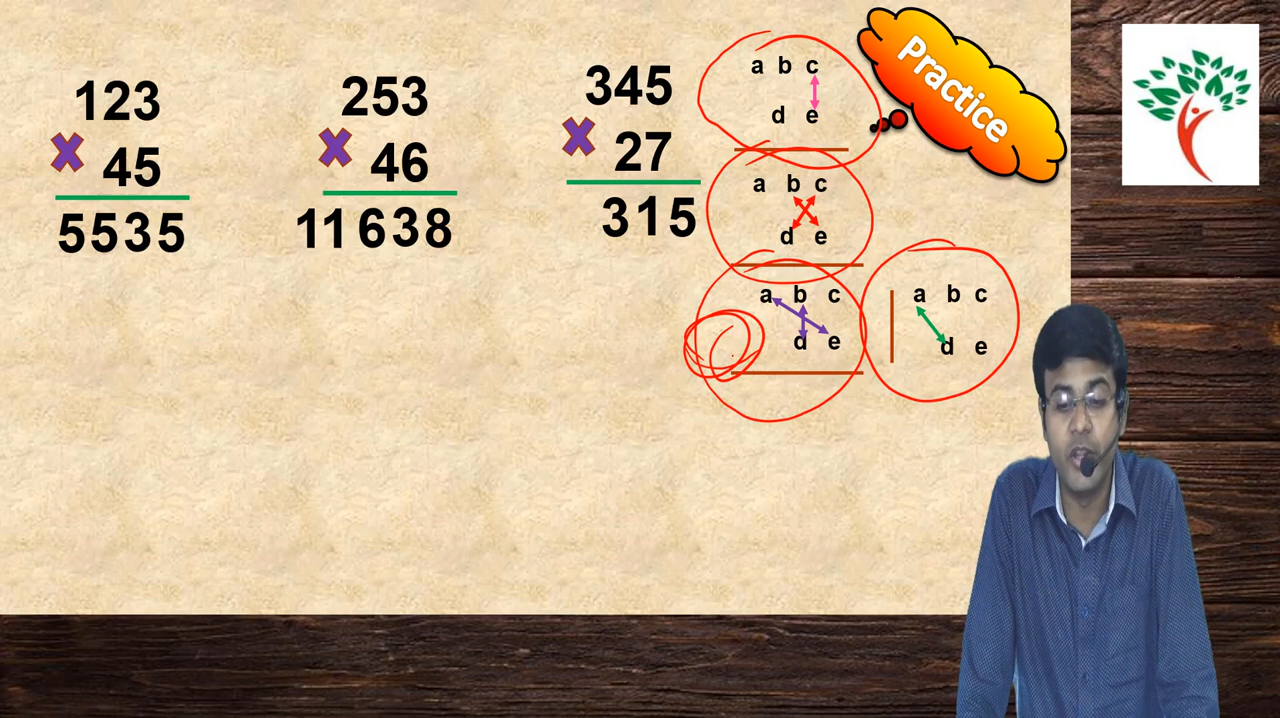 123
× 45
5535
253
× 46
11638
345
× 27
315
a b c
d e
a b c
d e
a b c
d e
a b c
d e
Practice